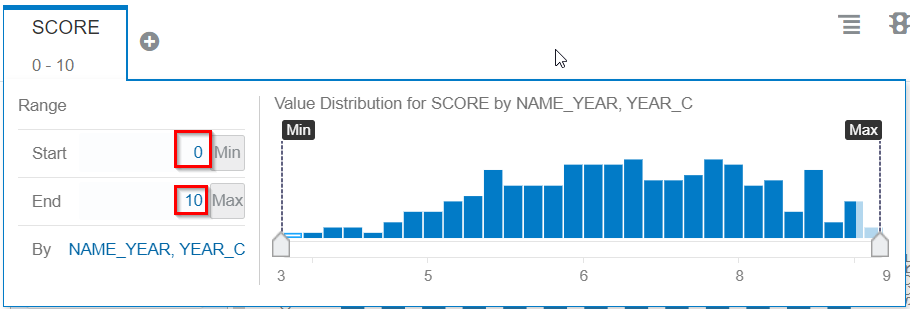 SCORE
0 - 10
Value Distribution for SCORE by NAME_YEAR, YEAR_C
Range
Min
Max
Start 0 Min
End 10 Max
By NAME_YEAR, YEAR_C
3 5 6 8 9